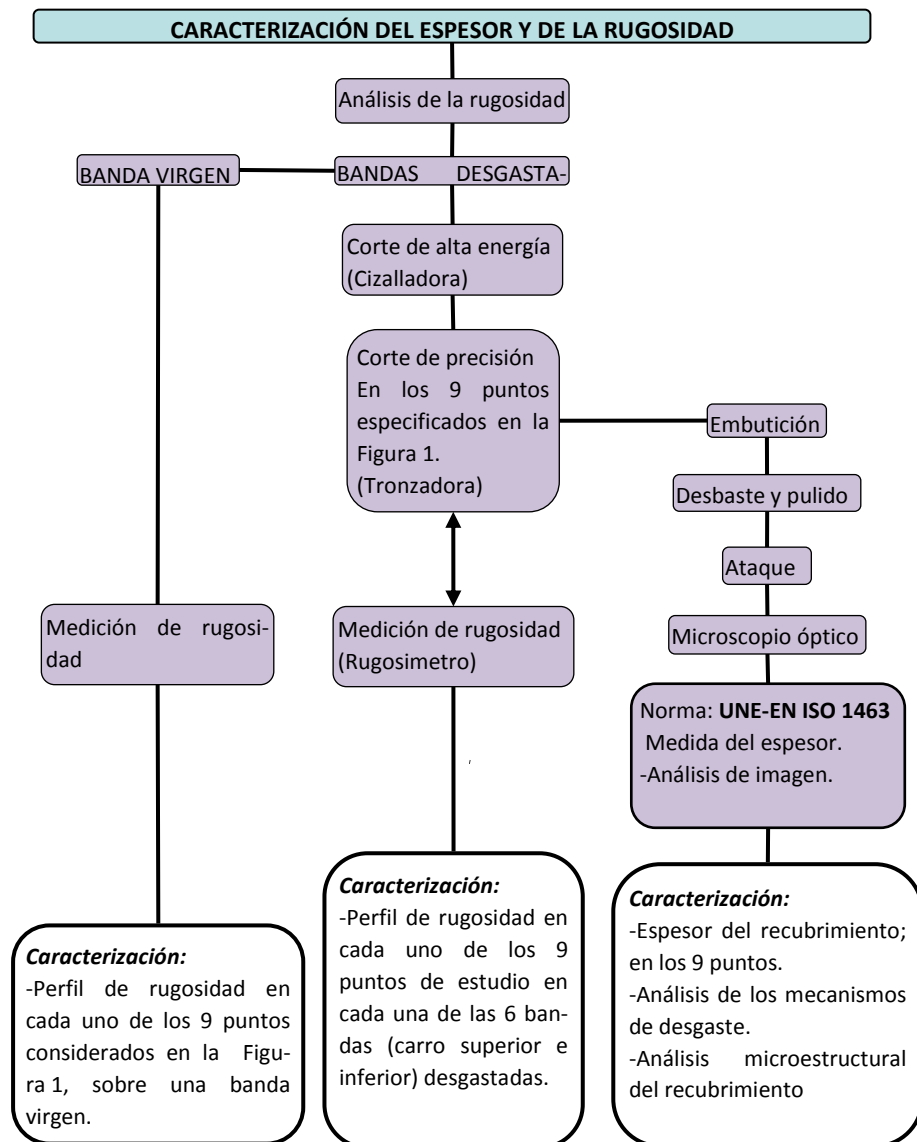 CARACTERIZACIÓN DEL ESPESOR Y DE LA RUGOSIDAD
Análisis de la rugosidad
BANDA VIRGEN
BANDAS DESGASTA-
Corte de alta energía
(Cizalladora)
Corte de precisión
En los 9 puntos
especificados en la
Figura 1.
(Tronzadora)
Embutición
Desbaste y pulido
Ataque
Microscopio óptico
Medición de rugosi-
dad
Medición de rugosidad
(Rugosimetro)
Norma: UNE-EN ISO 1463
Medida del espesor.
-Análisis de imagen.
Caracterización:
-Perfil de rugosidad en
cada uno de los 9 puntos
considerados en la Figu-
ra 1, sobre una banda
virgen.
Caracterización:
-Perfil de rugosidad en
cada uno de los 9
puntos de estudio en
cada una de las 6 ban-
das (carro superior e
inferior) desgastadas.
Caracterización:
-Espesor del recubrimiento;
en los 9 puntos.
-Análisis de los mecanismos
de desgaste.
-Análisis microestructural
del recubrimiento